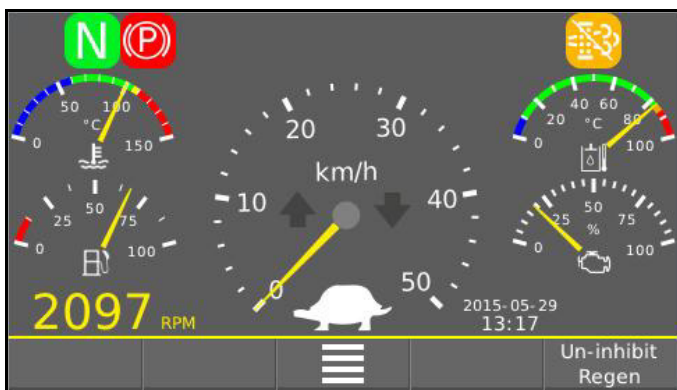 N (P)
50 100
°C
0 150
20 30
km/h
10 40
0 50
20 40 60 80
°C
0 100
25 50 75
0 100
25 50 75
%
0 100
2097 RPM
2015-05-29
13:17
Un-inhibit
Regen